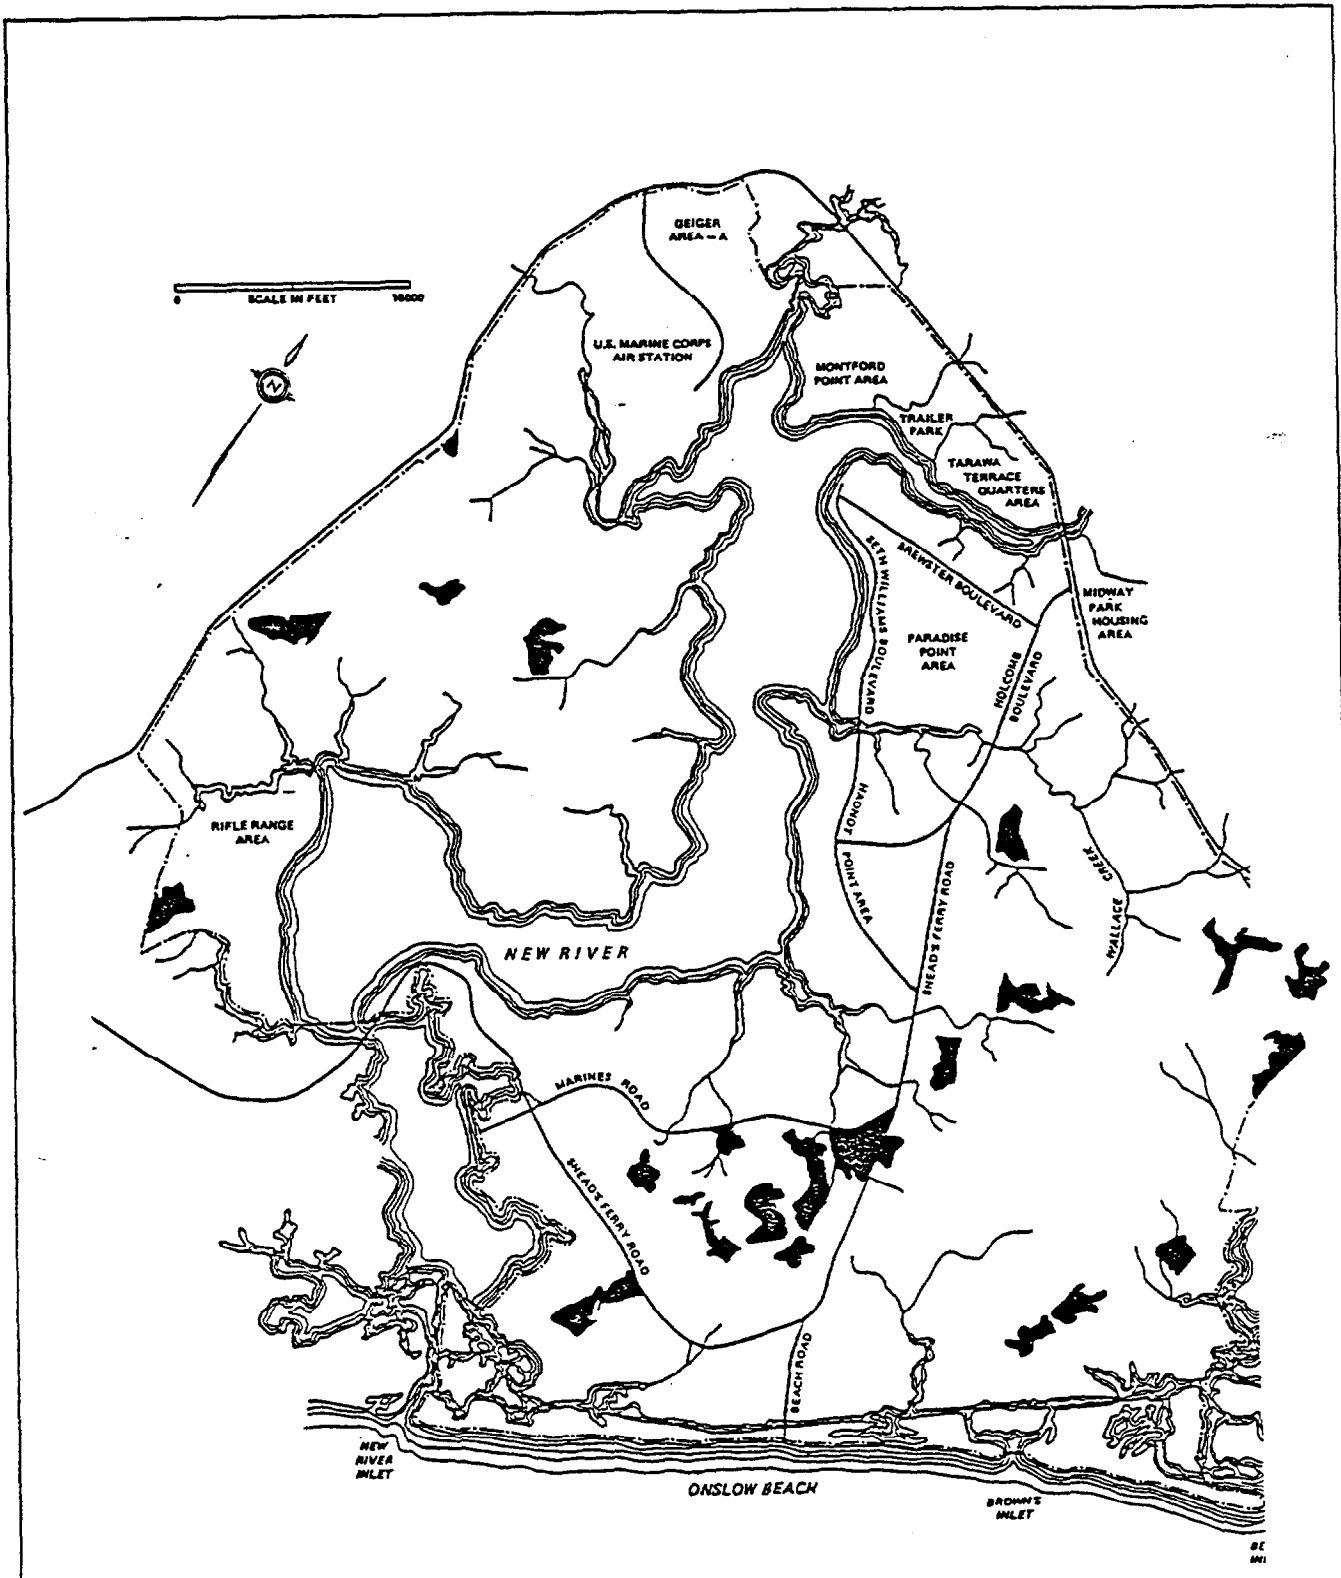 GEIGER
AREA - A
0
SCALE IN FEET
U.S. MARINE CORPS
AIR STATION
N
MONTFORD
POINT AREA
TRAILER
PARK
TARAWA
TERRACE
QUARTERS
AREA
SETH WILLIAMS BOULEVARD
BREWSTER BOULEVARD
MIDWAY
PARK
HOUSING
AREA
PARADISE
POINT
AREA
HOLCOMB
BOULEVARD
RIFLE RANGE
AREA
HADNOT
POINT AREA
SNEAD'S FERRY ROAD
WALLACE
CREEK
NEW RIVER
MARINES ROAD
SNEAD'S FERRY ROAD
BEACH ROAD
NEW
RIVER
INLET
ONSLOW BEACH
BROWN'S
INLET
BE